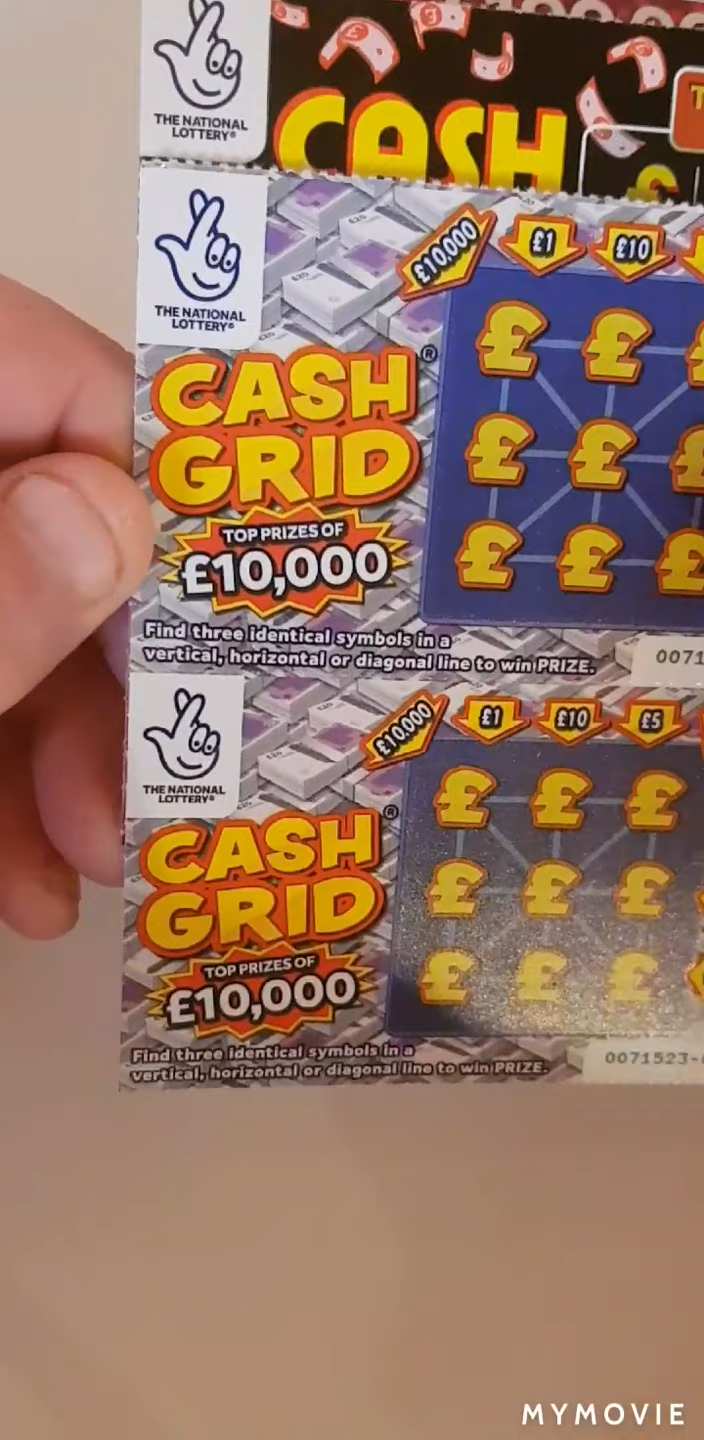 THE NATIONAL
LOTTERY®
CASH
THE NATIONAL
LOTTERY®
£10,000
£1
£10
CASH
GRID
®
TOP PRIZES OF
£10,000
£ £ £
£ £ £
£ £ £
Find three identical symbols in a
vertical, horizontal or diagonal line to win PRIZE.
0071
THE NATIONAL
LOTTERY®
£10,000
£1
£10
£5
CASH
GRID
®
TOP PRIZES OF
£10,000
£ £ £
£ £ £
£ £ £
Find three identical symbols in a
vertical, horizontal or diagonal line to win PRIZE.
0071523-
MYMOVIE